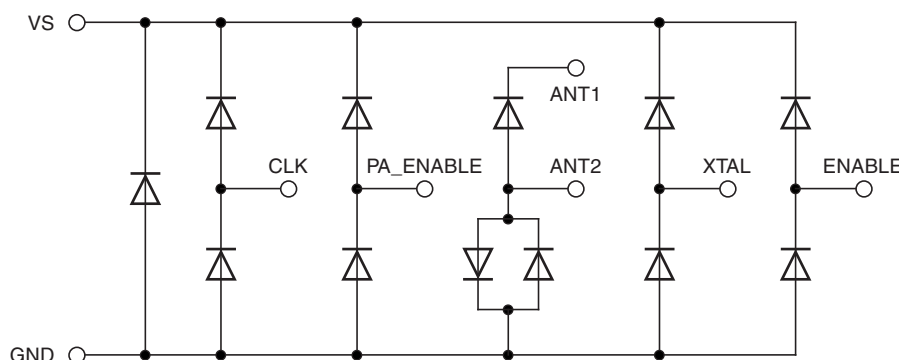 VS
ANT1
CLK
PA_ENABLE
ANT2
XTAL
ENABLE
GND